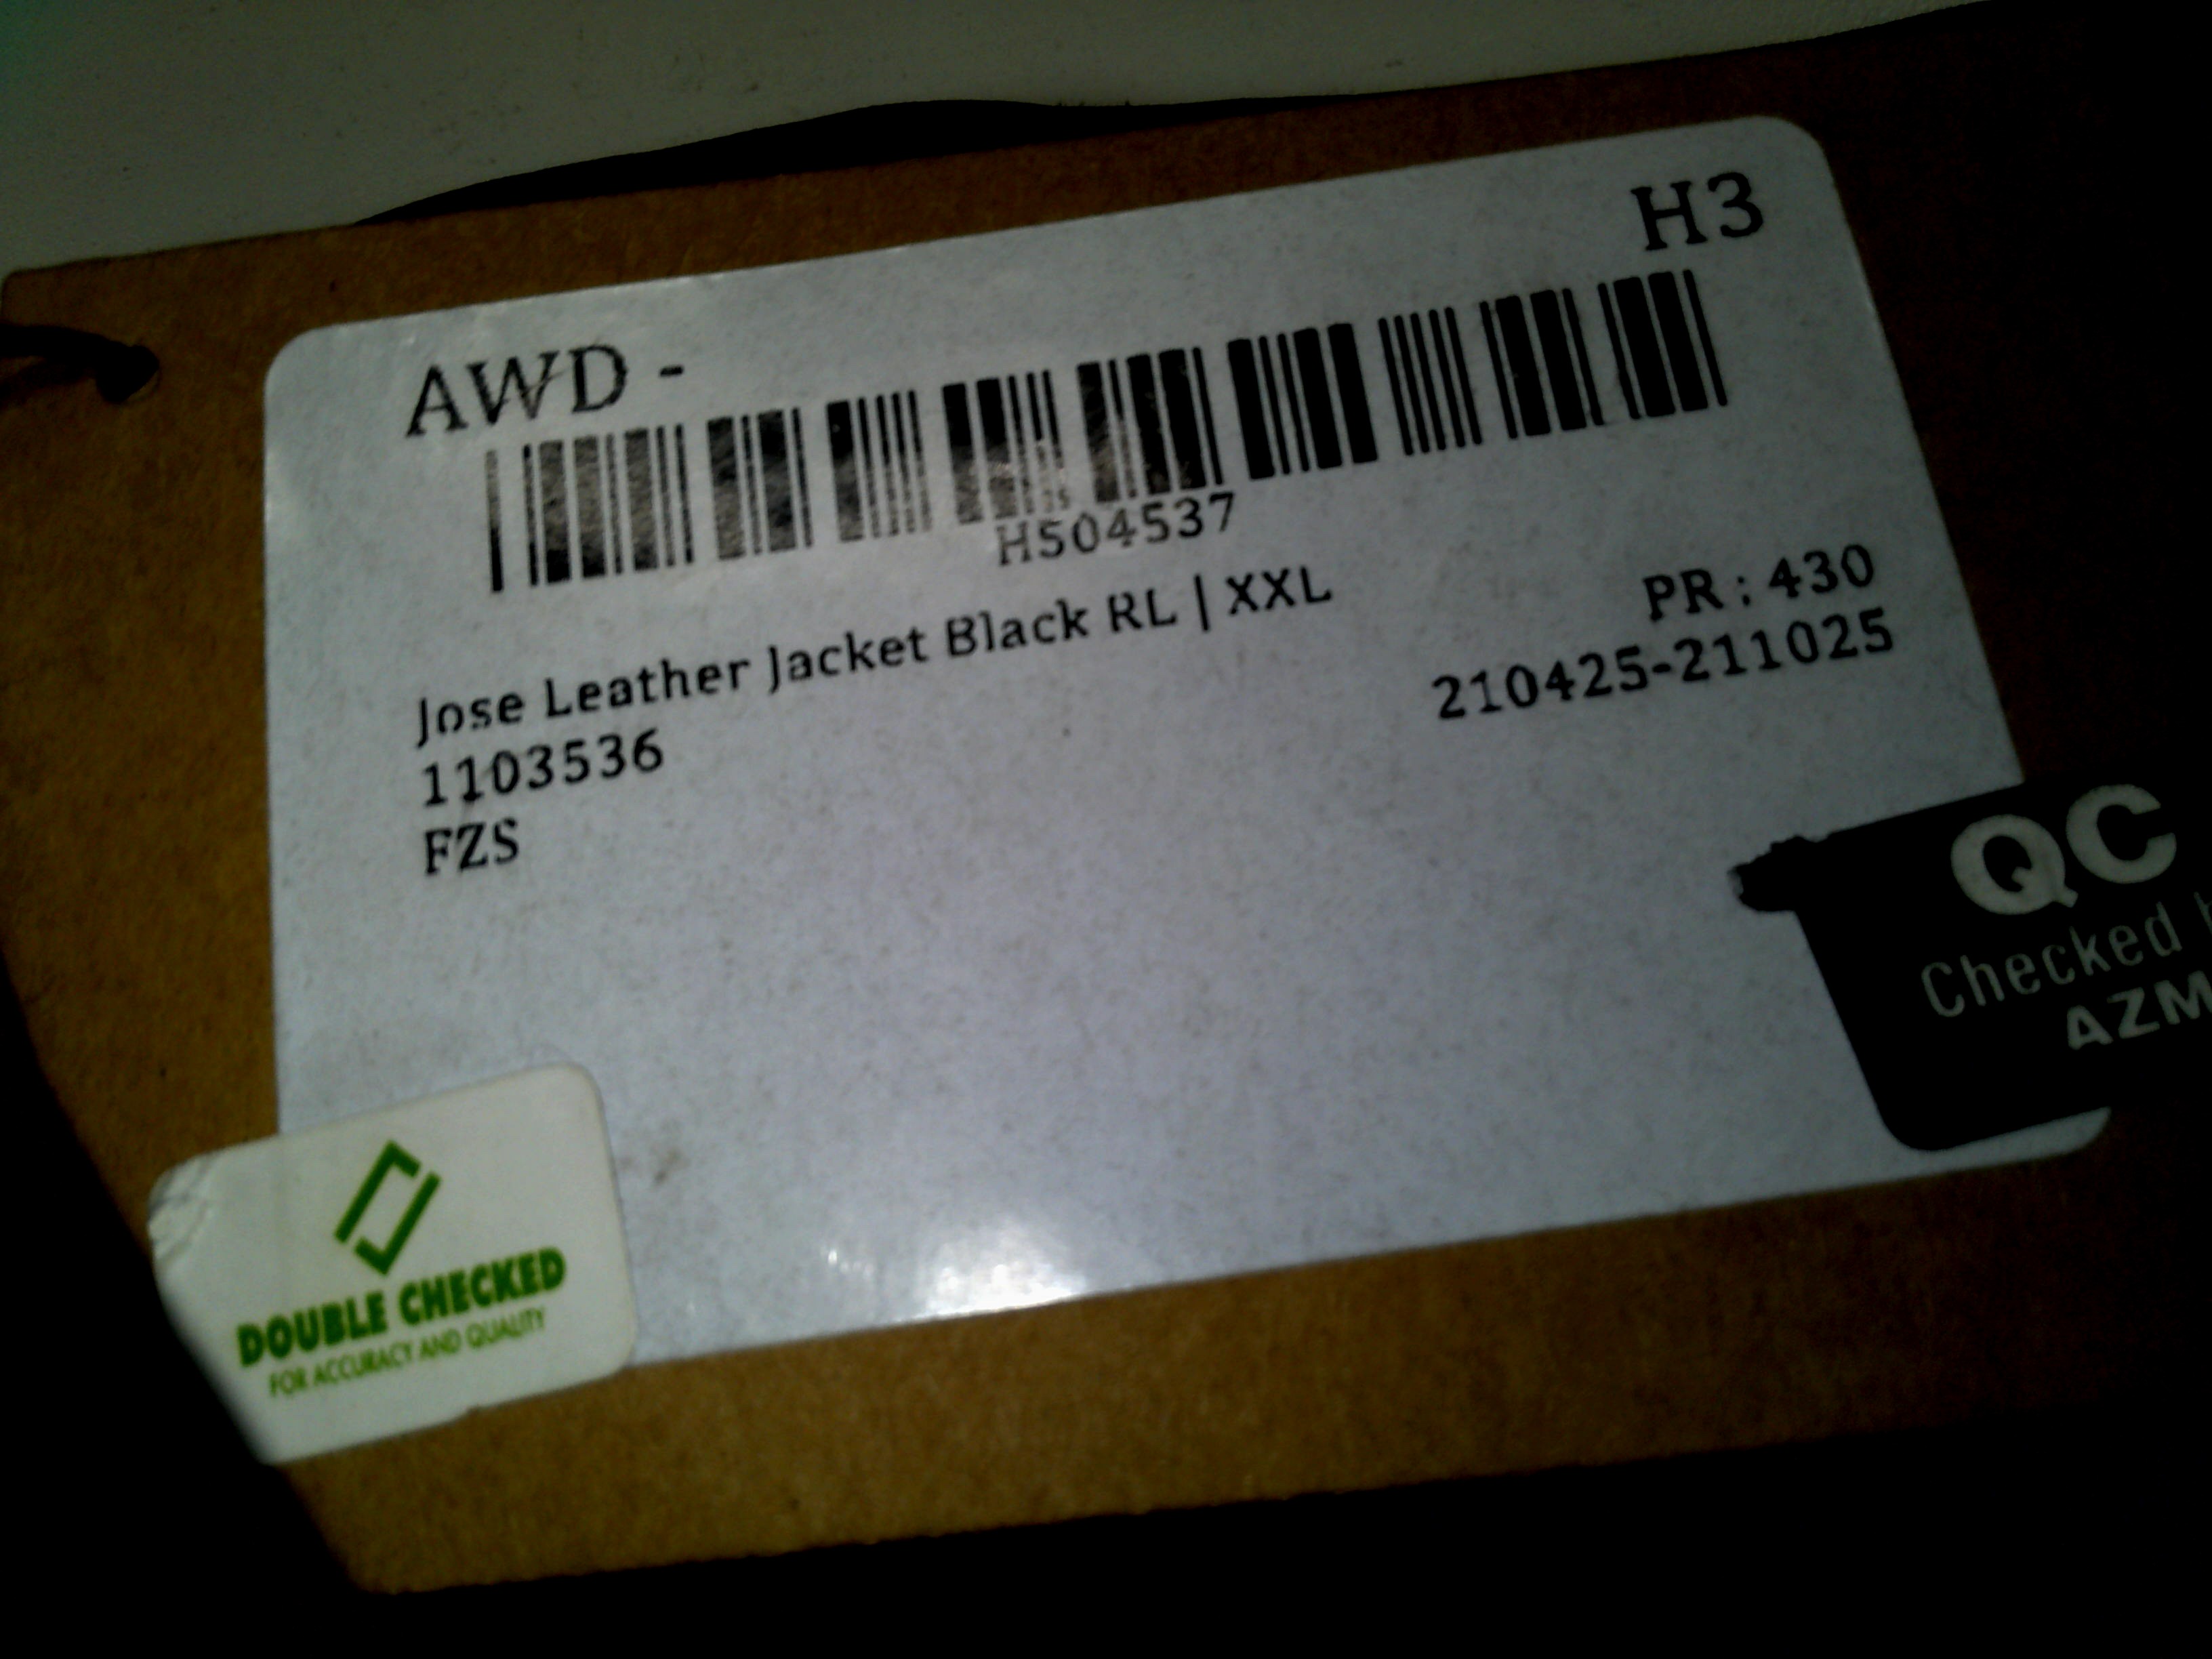 H3
AWD -
H504537
Jose Leather Jacket Black RL | XXL
PR : 430
1103536
210425-211025
FZS
QC
Checked
AZM
DOUBLE CHECKED
FOR ACCURACY AND QUALITY